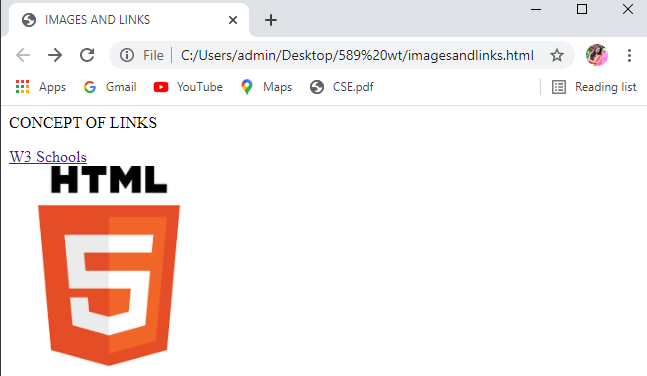 IMAGES AND LINKS
File | C:/Users/admin/Desktop/589%20wt/imagesandlinks.html
Apps Gmail YouTube Maps CSE.pdf Reading list
CONCEPT OF LINKS
W3 Schools
HTML
5